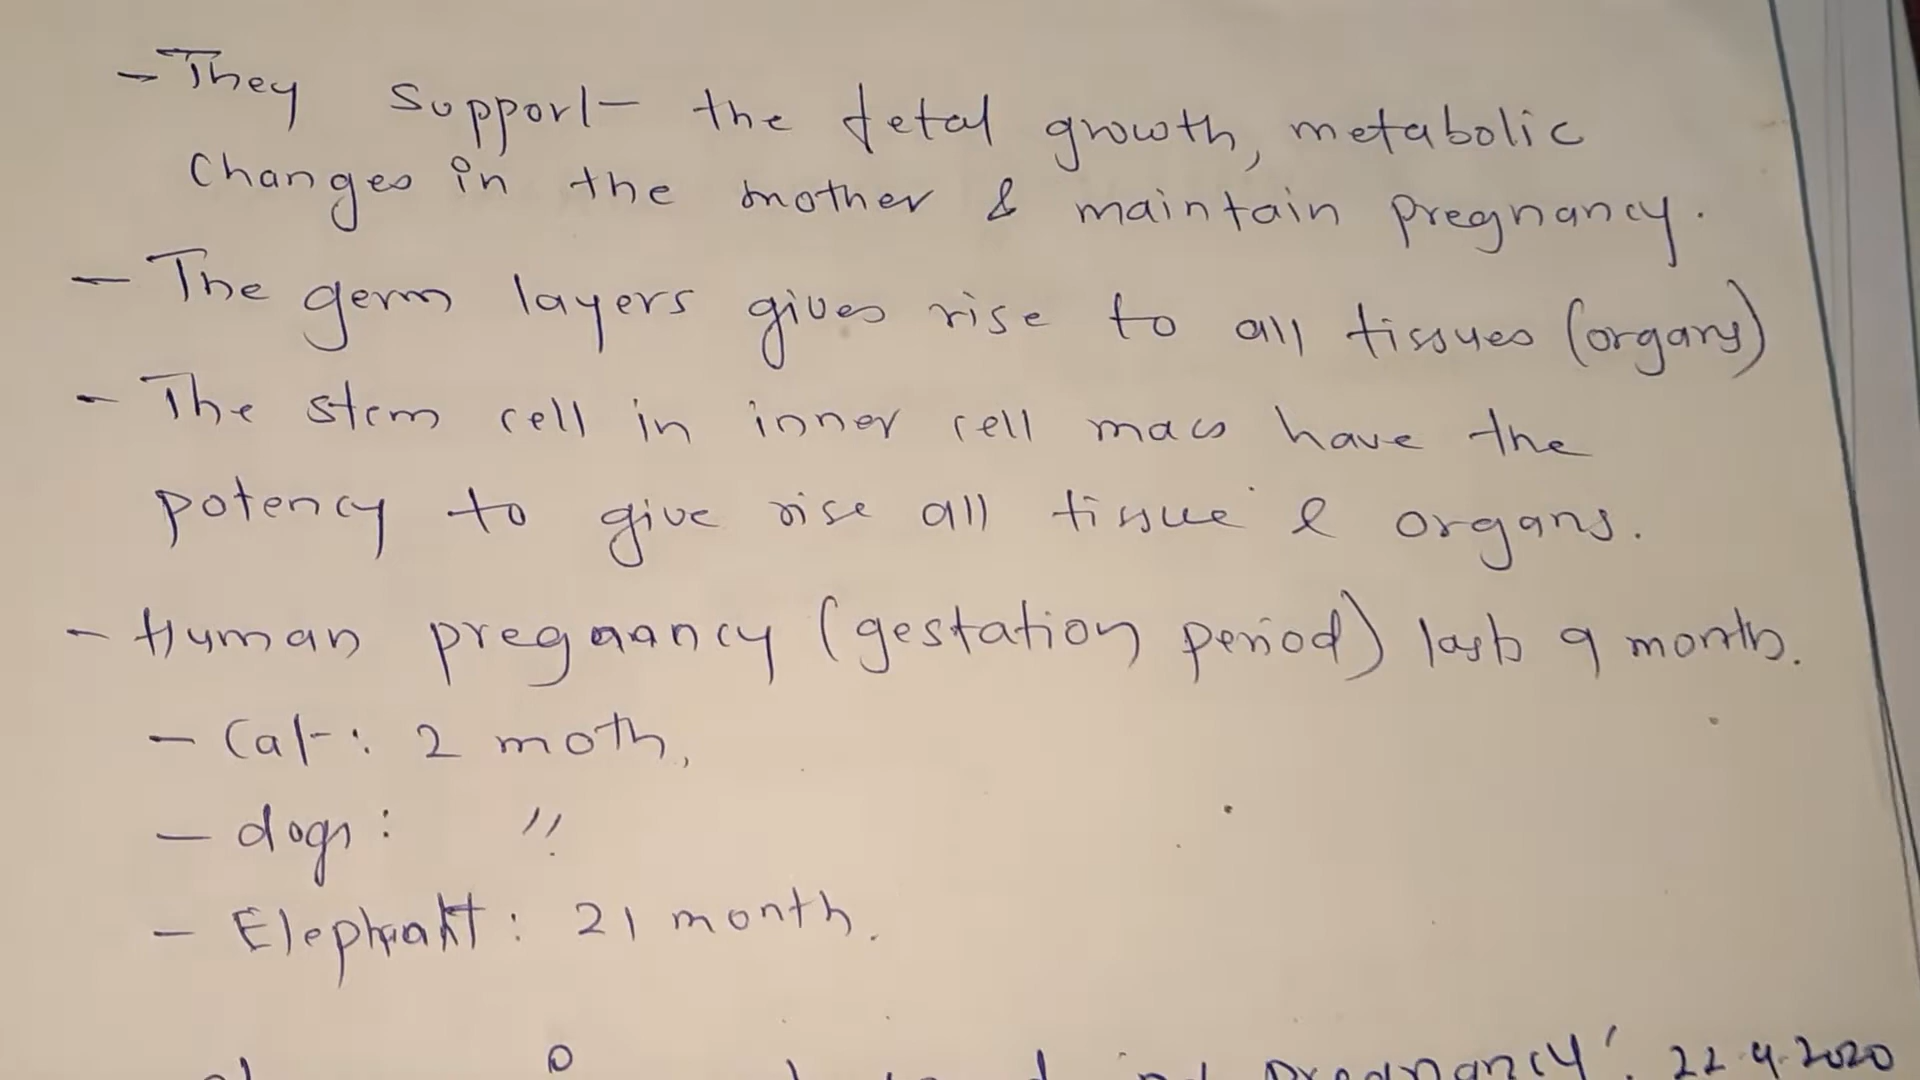 - They support the fetal growth, metabolic
changes in the mother & maintain pregnancy.
- The germ layers gives rise to all tissues (organs)
- The stem cell in inner cell mass have the
potency to give rise all tissue & organs.
- Human pregnancy (gestation period) lasts 9 months.
- Cat: 2 moth,
- dogs: "
- Elephant: 21 month.
pregnancy'. 22.4.2020